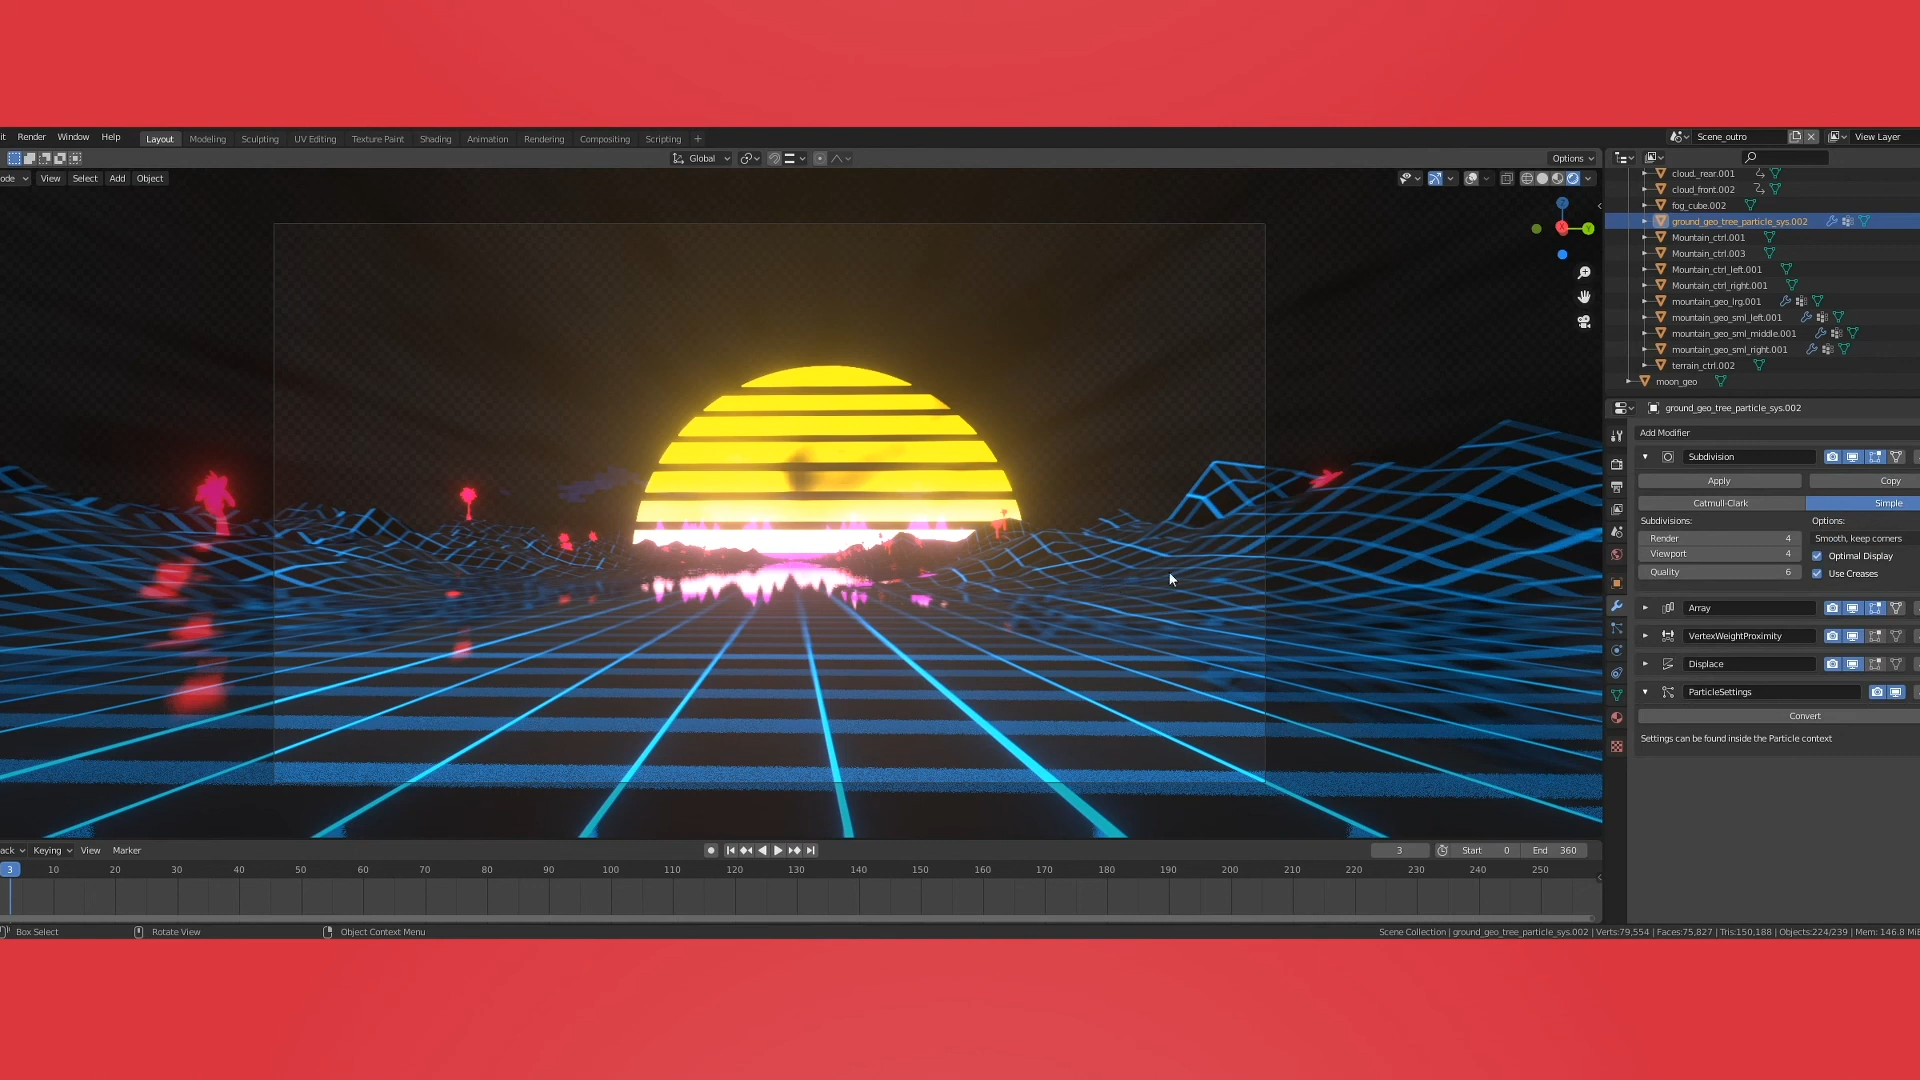 Render Window Help Layout Modeling Sculpting UV Editing Texture Paint Shading Animation Rendering Compositing Scripting + Scene_outro View Layer
Global Options
View Select Add Object
cloud_rear.001
cloud_front.002
fog_cube.002
ground_geo_tree_particle_sys.002
Mountain_ctrl.001
Mountain_ctrl.003
Mountain_ctrl_left.001
Mountain_ctrl_right.001
mountain_geo_lrg.001
mountain_geo_sml_left.001
mountain_geo_sml_middle.001
mountain_geo_sml_right.001
terrain_ctrl.002
moon_geo
ground_geo_tree_particle_sys.002
Add Modifier
Subdivision
Apply Copy
Catmull-Clark Simple
Subdivisions: Options:
Render 4 Smooth, keep corners
Viewport 4 Optimal Display
Quality 6 Use Creases
Array
VertexWeightProximity
Displace
ParticleSettings
Convert
Settings can be found inside the Particle context
Keying View Marker 3 Start 0 End 360
3 10 20 30 40 50 60 70 80 90 100 110 120 130 140 150 160 170 180 190 200 210 220 230 240 250
Box Select Rotate View Object Context Menu Scene Collection | ground_geo_tree_particle_sys.002 | Verts:79,554 | Faces:75,827 | Tris:150,188 | Objects:224/239 | Mem: 146.8 MiB